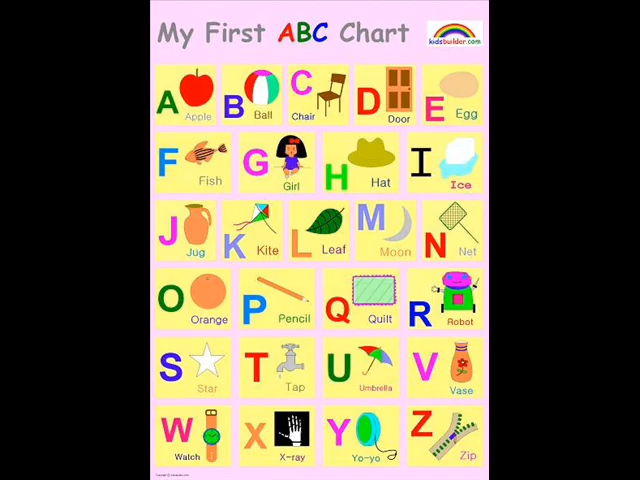 My First ABC Chart
kidsbuilder.com
A Apple
B Ball
C Chair
D Door
E Egg
F Fish
G Girl
H Hat
I Ice
J Jug
K Kite
L Leaf
M Moon
N Net
O Orange
P Pencil
Q Quilt
R Robot
S Star
T Tap
U Umbrella
V Vase
W Watch
X X-ray
Y Yo-yo
Z Zip